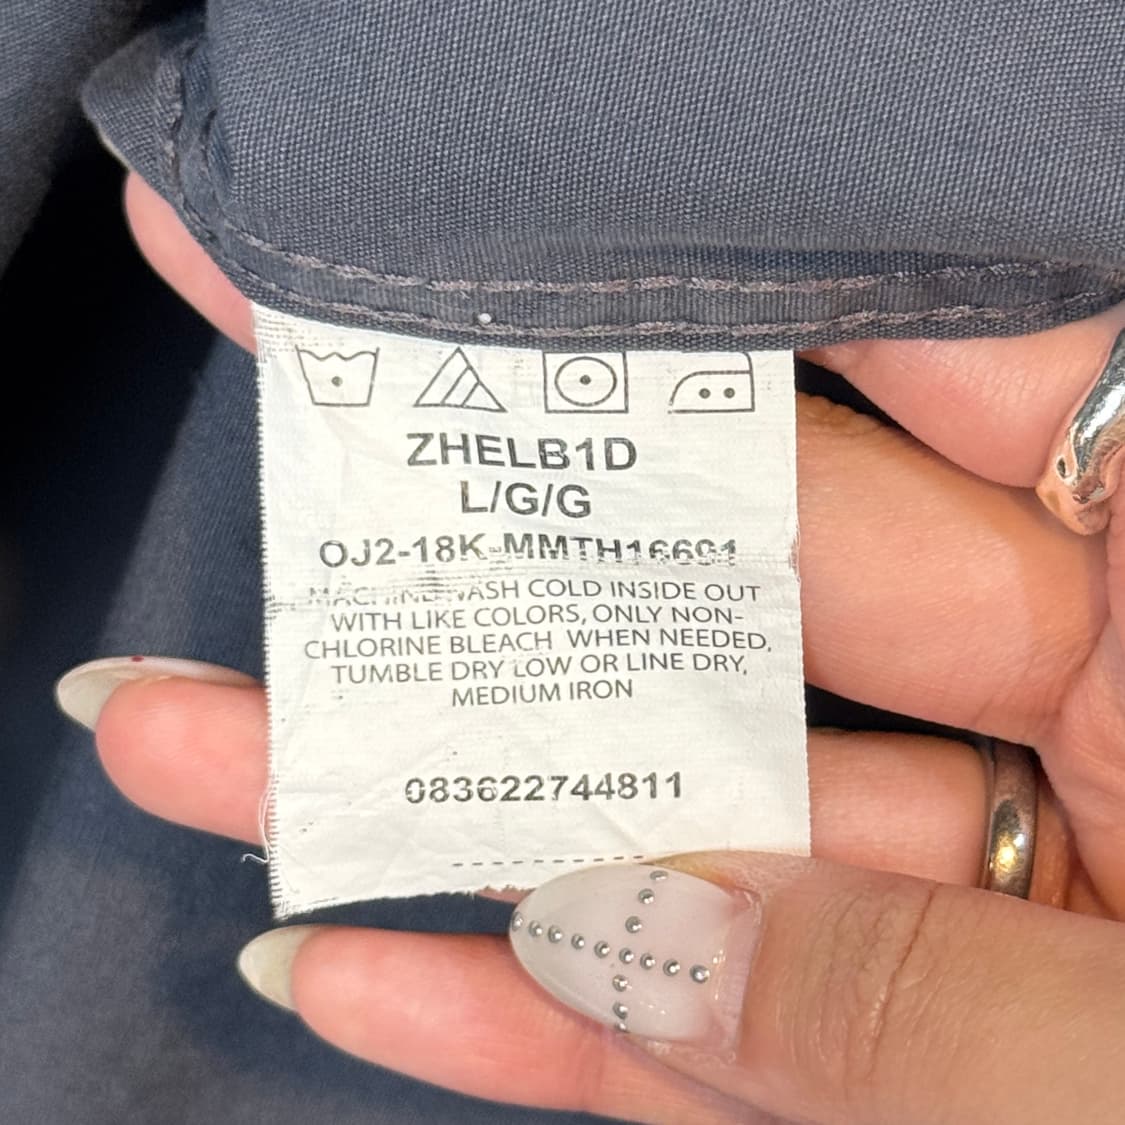 ZHELB1D
L/G/G
OJ2-18K-MMTH16691
MACHINE WASH COLD INSIDE OUT
WITH LIKE COLORS, ONLY NON-
CHLORINE BLEACH WHEN NEEDED,
TUMBLE DRY LOW OR LINE DRY,
MEDIUM IRON
083622744811